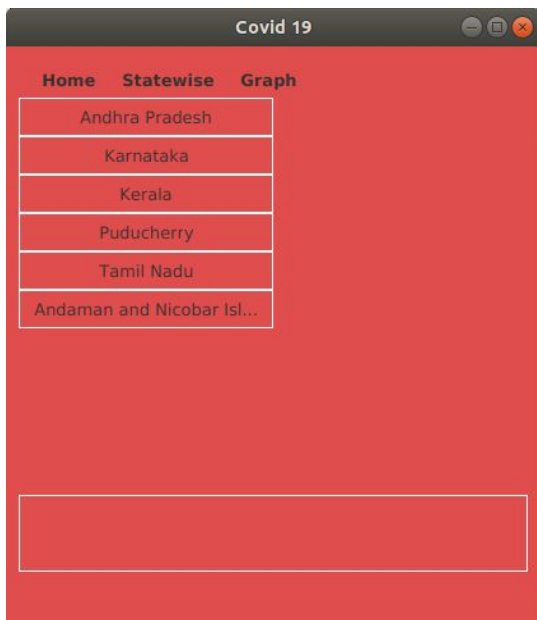 Covid 19
Home Statewise Graph
Andhra Pradesh
Karnataka
Kerala
Puducherry
Tamil Nadu
Andaman and Nicobar Isl...